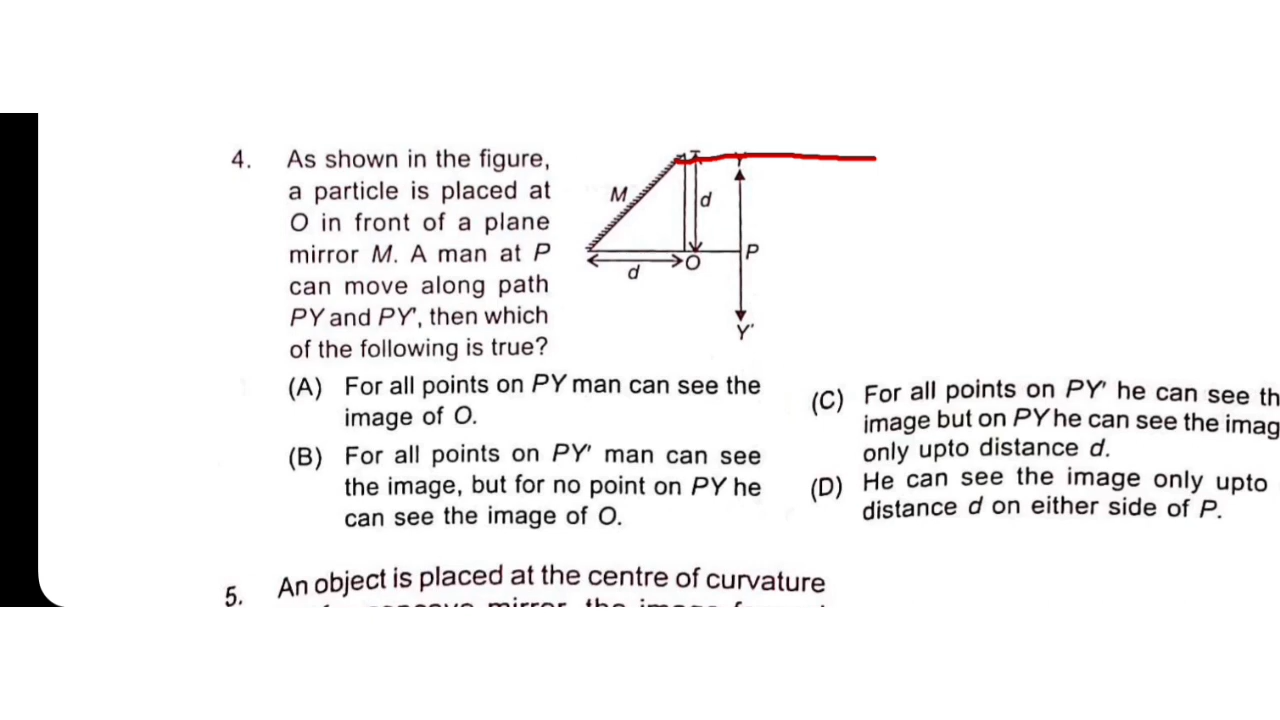 4. As shown in the figure,
a particle is placed at
O in front of a plane
mirror M. A man at P
can move along path
PY and PY', then which
of the following is true?
M
d
d
O
P
Y'
(A) For all points on PY man can see the
image of O.
(B) For all points on PY' man can see
the image, but for no point on PY he
can see the image of O.
(C) For all points on PY' he can see th
image but on PY he can see the imag
only upto distance d.
(D) He can see the image only upto
distance d on either side of P.
5. An object is placed at the centre of curvature